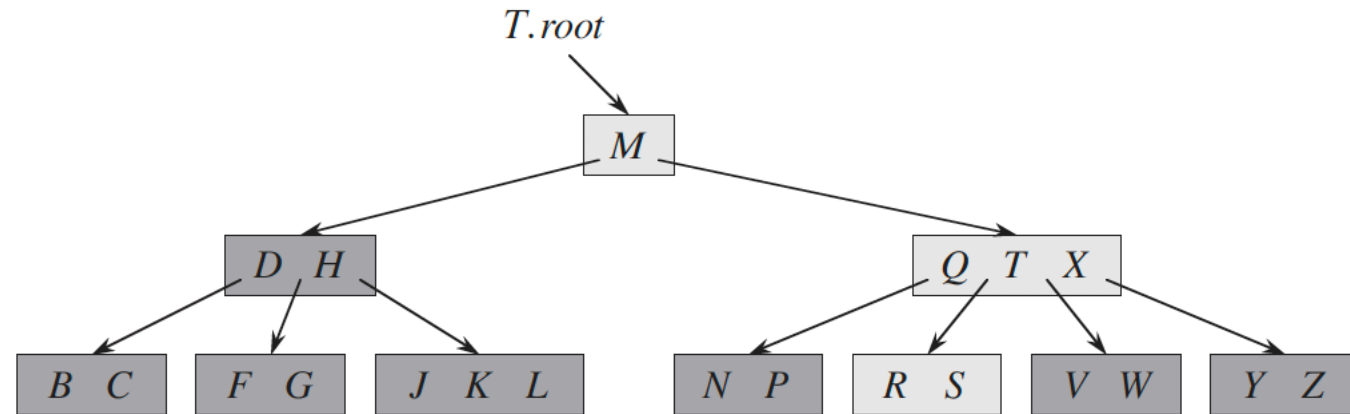 T.root
M
D H
Q T X
B C
F G
J K L
N P
R S
V W
Y Z